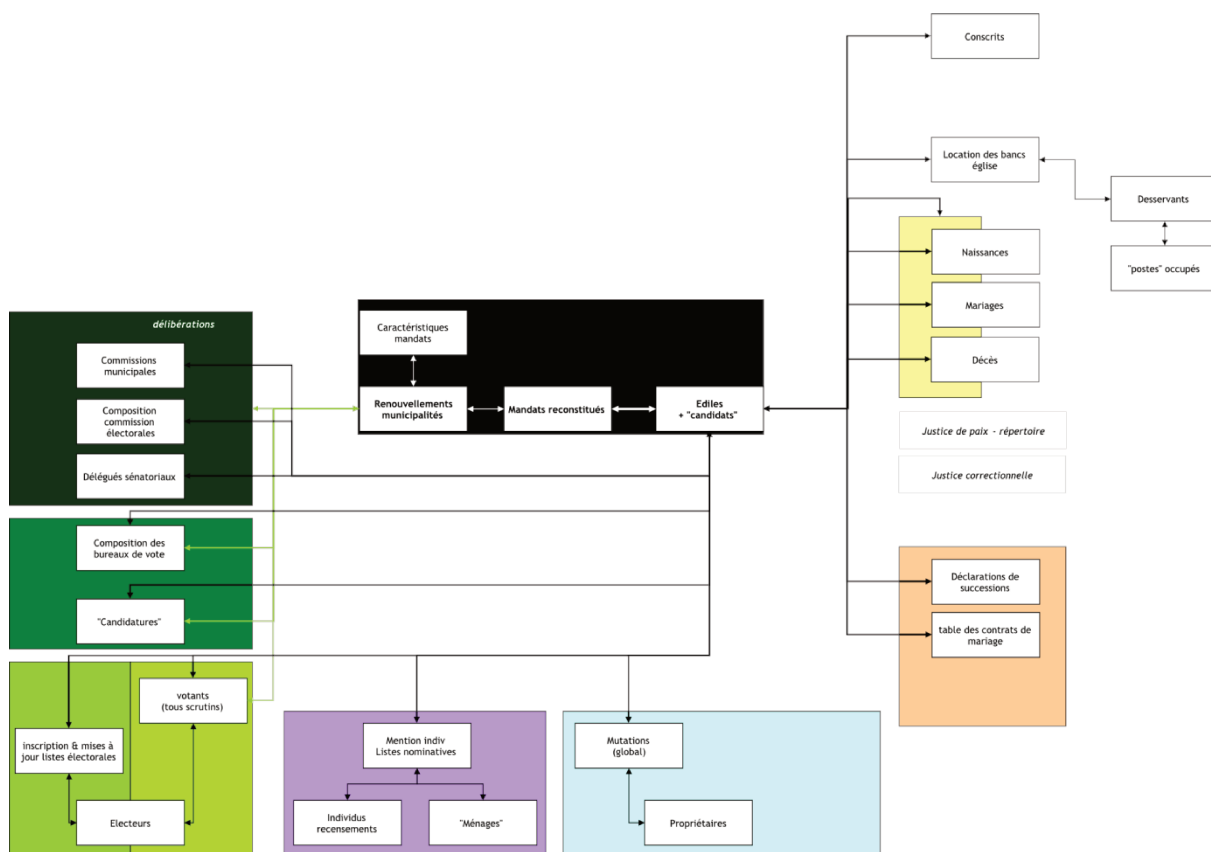 Conscrits
Location des bancs
église
Desservants
"postes" occupés
Naissances
Mariages
Décès
délibérations
Commissions
municipales
Composition
commission
électorales
Délégués sénatoriaux
Caractéristiques
mandats
Renouvellements
municipalités
Mandats reconstitués
Ediles
+ "candidats"
Justice de paix - répertoire
Justice correctionnelle
Composition des
bureaux de vote
"Candidatures"
Déclarations de
successions
table des contrats de
mariage
votants
(tous scrutins)
inscription & mises à
jour listes électorales
Electeurs
Mention indiv
Listes nominatives
Individus
recensements
"Ménages"
Mutations
(global)
Propriétaires